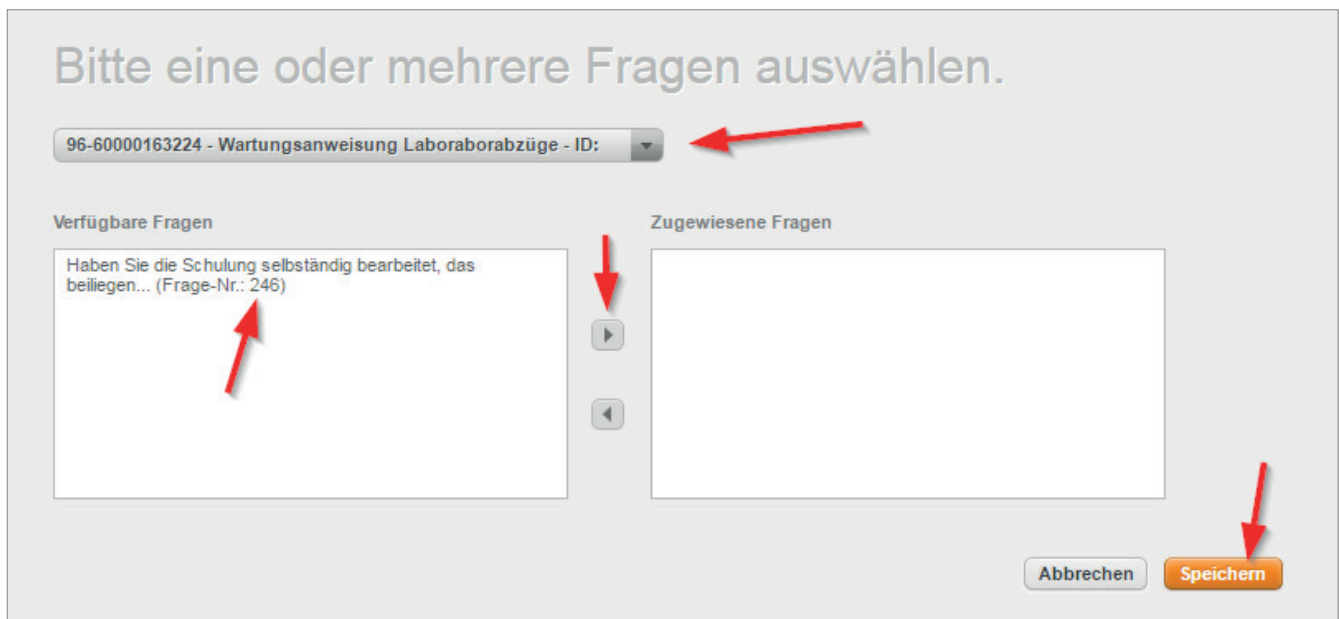 Bitte eine oder mehrere Fragen auswählen.
96-60000163224 - Wartungsanweisung Laboraborabzüge - ID:
Verfügbare Fragen
Zugewiesene Fragen
Haben Sie die Schulung selbständig bearbeitet, das
beiliegen... (Frage-Nr.: 246)
Abbrechen
Speichern